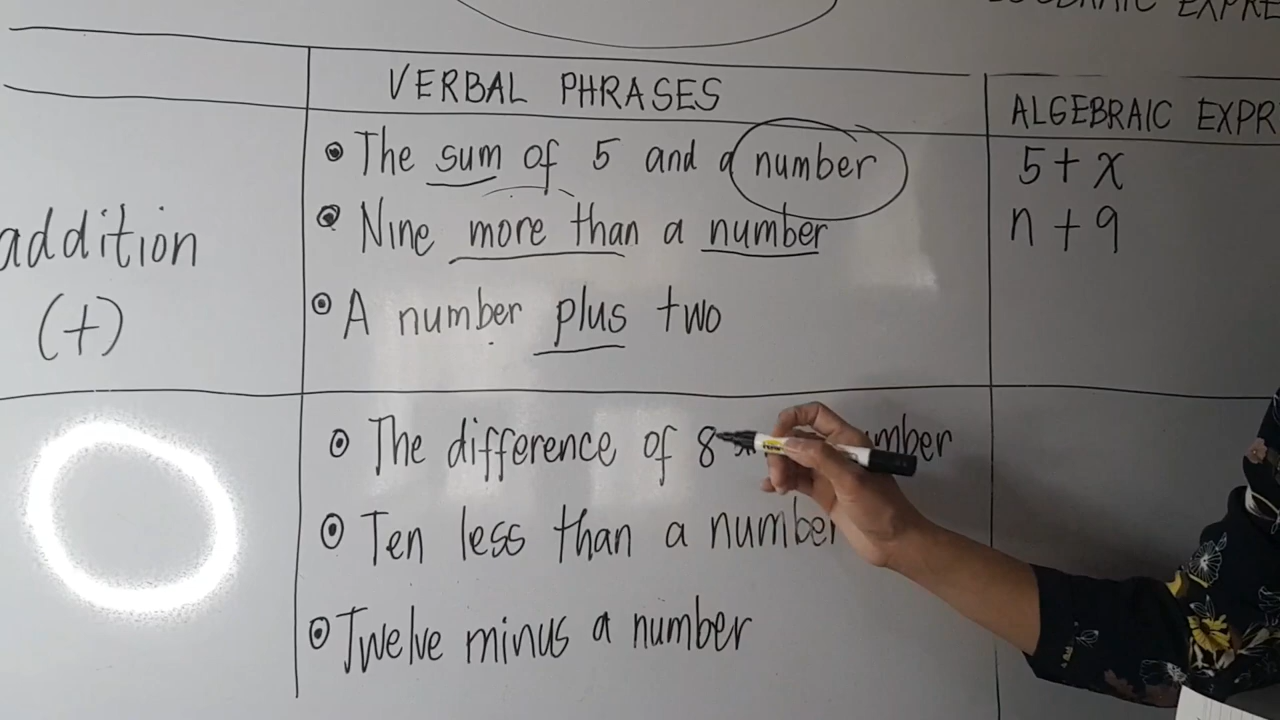 VERBAL PHRASES
ALGEBRAIC EXPR
The sum of 5 and a number
5 + x
Nine more than a number
n + 9
addition
(+)
A number plus two
The difference of 8
Ten less than a number
Twelve minus a number